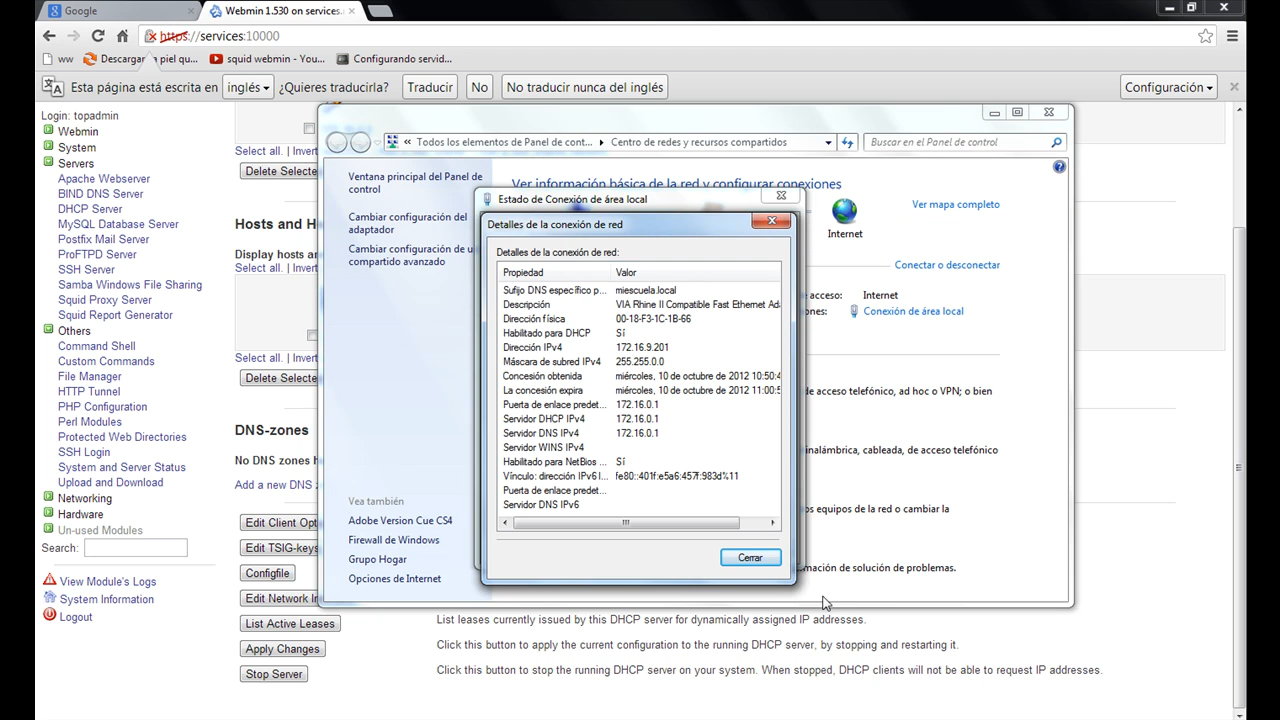 Google
Webmin 1.530 on services.
https://services:10000
ww
Descargar la piel qu...
squid webmin - You...
Configurando servid...
Esta página está escrita en
inglés
¿Quieres traducirla?
Traducir
No
No traducir nunca del inglés
Configuración
Login: topadmin
Webmin
System
Servers
Apache Webserver
BIND DNS Server
DHCP Server
MySQL Database Server
Postfix Mail Server
ProFTPD Server
SSH Server
Samba Windows File Sharing
Squid Proxy Server
Squid Report Generator
Others
Command Shell
Custom Commands
File Manager
HTTP Tunnel
PHP Configuration
Perl Modules
Protected Web Directories
SSH Login
System and Server Status
Upload and Download
Networking
Hardware
Un-used Modules
Search:
View Module's Logs
System Information
Logout
Select all. | Invert
Delete Selecte
Hosts and H
Display hosts an
Select all. | Invert
Select all. | Invert
Delete Selecte
DNS-zones
No DNS zones h
Add a new DNS z
Edit Client Opt
Edit TSIG-keys
Configfile
Edit Network In
List Active Leases
List leases currently issued by this DHCP server for dynamically assigned IP addresses.
Apply Changes
Click this button to apply the current configuration to the running DHCP server, by stopping and restarting it.
Stop Server
Click this button to stop the running DHCP server on your system. When stopped, DHCP clients will not be able to request IP addresses.
« Todos los elementos de Panel de cont...
Centro de redes y recursos compartidos
Buscar en el Panel de control
Ventana principal del Panel de
control
Cambiar configuración del
adaptador
Cambiar configuración de u
compartido avanzado
Vea también
Adobe Version Cue CS4
Firewall de Windows
Grupo Hogar
Opciones de Internet
Ver información básica de la red y configurar conexiones
Ver mapa completo
Internet
Conectar o desconectar
acceso: Internet
nes: Conexión de área local
de acceso telefónico, ad hoc o VPN; o bien
inalámbrica, cableada, de acceso telefónico
os equipos de la red o cambiar la
mación de solución de problemas.
Estado de Conexión de área local
Detalles de la conexión de red
Detalles de la conexión de red:
Propiedad Valor
Sufijo DNS específico p... miescuela.local
Descripción VIA Rhine II Compatible Fast Ethernet Ada
Dirección física 00-18-F3-1C-1B-66
Habilitado para DHCP Sí
Dirección IPv4 172.16.9.201
Máscara de subred IPv4 255.255.0.0
Concesión obtenida miércoles, 10 de octubre de 2012 10:50:4
La concesión expira miércoles, 10 de octubre de 2012 11:00:5
Puerta de enlace predet... 172.16.0.1
Servidor DHCP IPv4 172.16.0.1
Servidor DNS IPv4 172.16.0.1
Servidor WINS IPv4
Habilitado para NetBios ... Sí
Vínculo: dirección IPv6 l... fe80::401f:e5a6:457f:983d%11
Puerta de enlace predet...
Servidor DNS IPv6
Cerrar